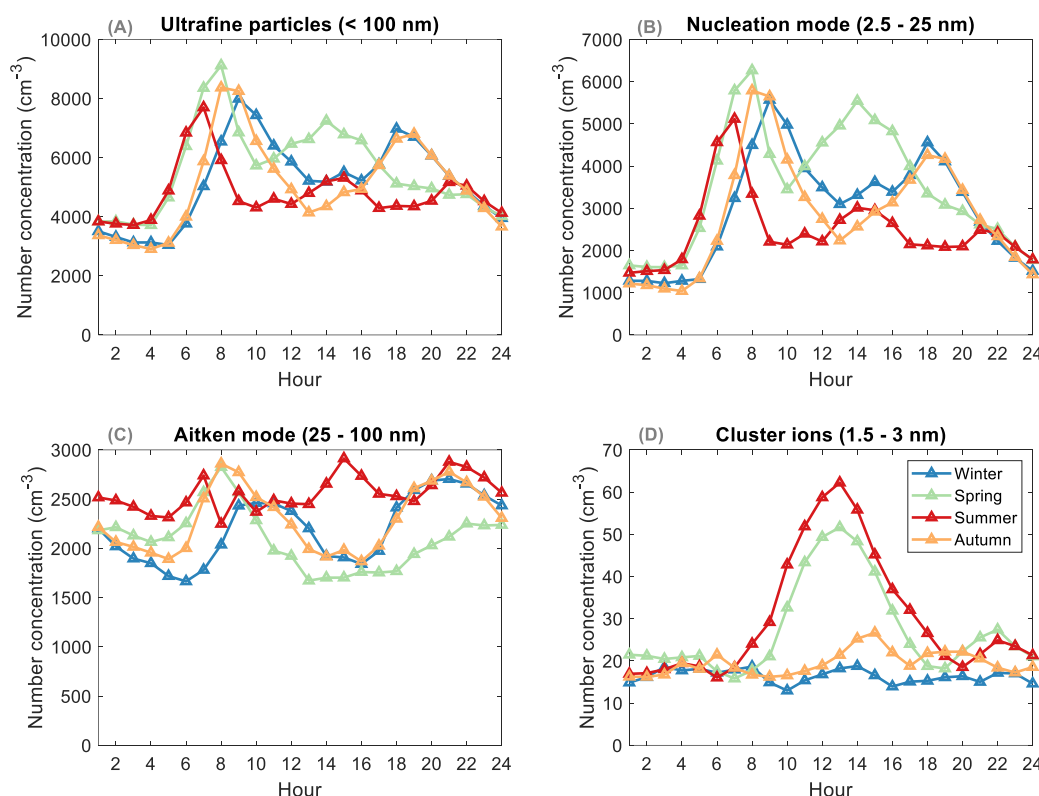 (A) Ultrafine particles (< 100 nm)
Number concentration (cm⁻³)
10000
8000
6000
4000
2000
0
2 4 6 8 10 12 14 16 18 20 22 24
Hour
(B) Nucleation mode (2.5 - 25 nm)
Number concentration (cm⁻³)
7000
6000
5000
4000
3000
2000
1000
0
2 4 6 8 10 12 14 16 18 20 22 24
Hour
(C) Aitken mode (25 - 100 nm)
Number concentration (cm⁻³)
3000
2500
2000
1500
1000
500
0
2 4 6 8 10 12 14 16 18 20 22 24
Hour
(D) Cluster ions (1.5 - 3 nm)
Number concentration (cm⁻³)
70
60
50
40
30
20
10
0
Winter
Spring
Summer
Autumn
2 4 6 8 10 12 14 16 18 20 22 24
Hour